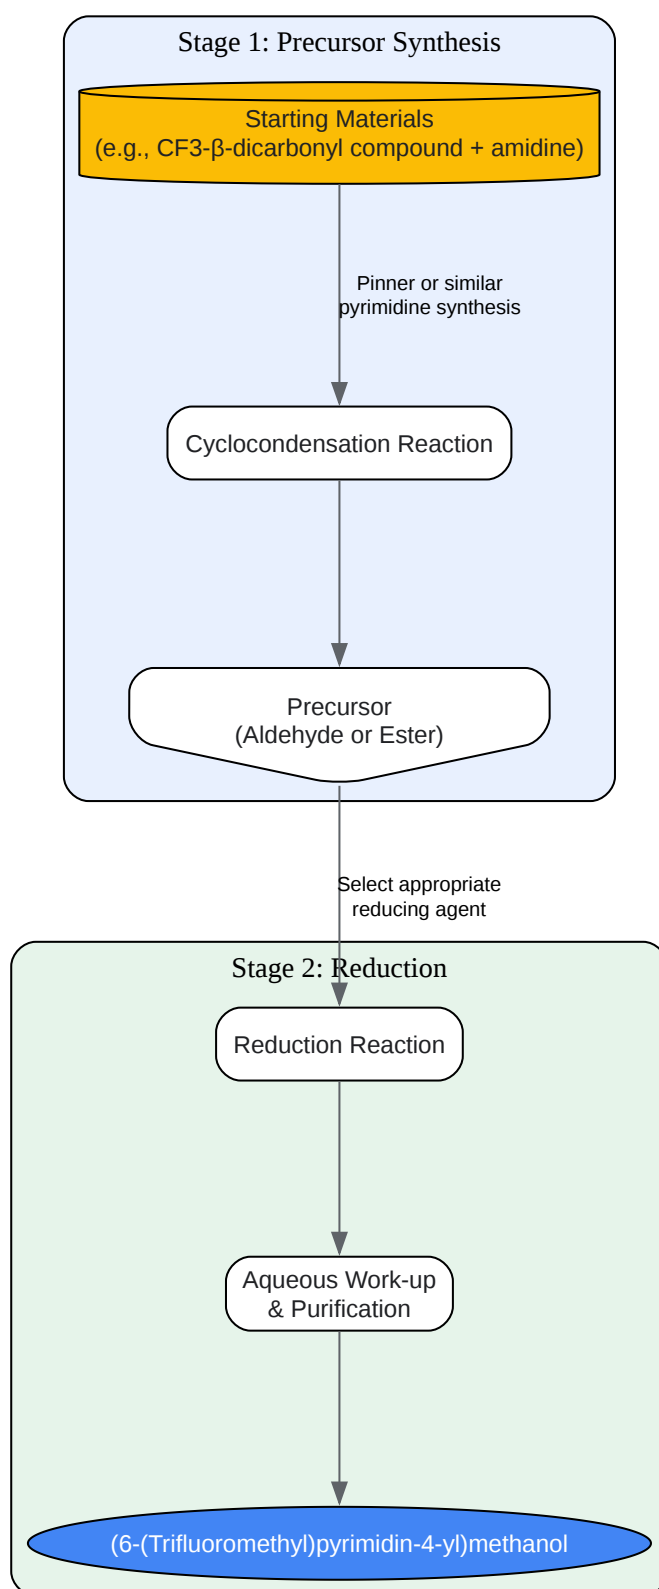 Stage 1: Precursor Synthesis
Starting Materials
(e.g., CF3-β-dicarbonyl compound + amidine)
Pinner or similar
pyrimidine synthesis
Cyclocondensation Reaction
Precursor
(Aldehyde or Ester)
Select appropriate
reducing agent
Stage 2: Reduction
Reduction Reaction
Aqueous Work-up
& Purification
(6-(Trifluoromethyl)pyrimidin-4-yl)methanol